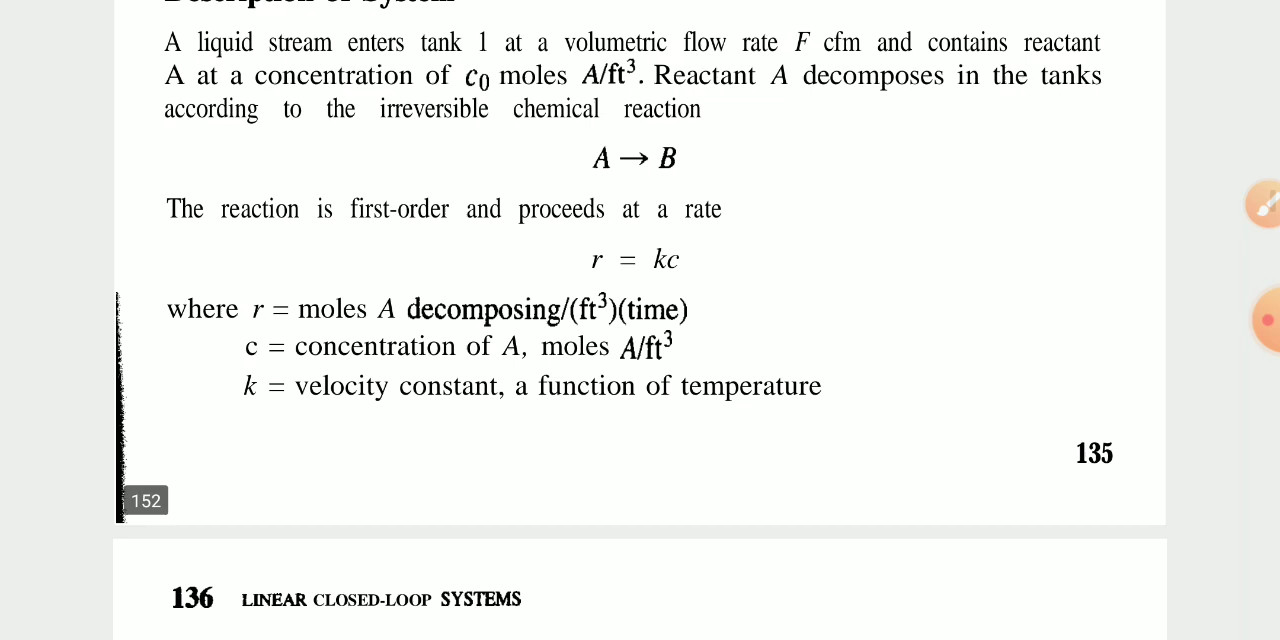 Description of System
A liquid stream enters tank 1 at a volumetric flow rate F cfm and contains reactant
A at a concentration of c₀ moles A/ft³. Reactant A decomposes in the tanks
according to the irreversible chemical reaction
A → B
The reaction is first-order and proceeds at a rate
r = kc
where r = moles A decomposing/(ft³)(time)
c = concentration of A, moles A/ft³
k = velocity constant, a function of temperature
135
152
136 LINEAR CLOSED-LOOP SYSTEMS